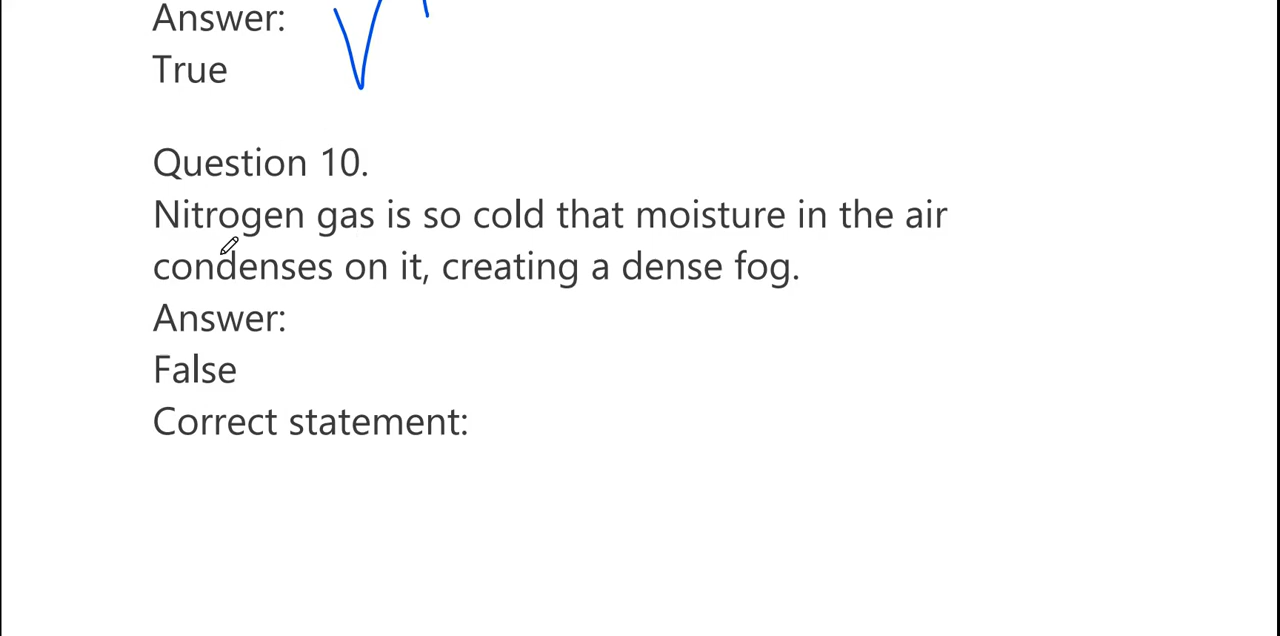 Answer:
True
Question 10.
Nitrogen gas is so cold that moisture in the air
condenses on it, creating a dense fog.
Answer:
False
Correct statement: